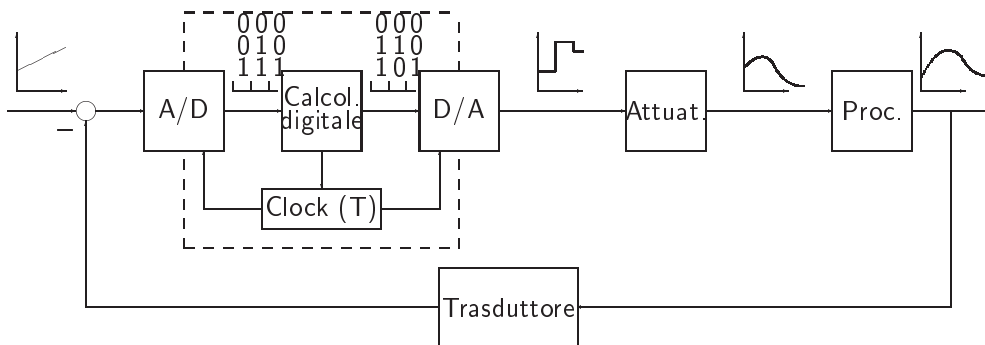 000
010
111
000
110
101
A/D
Calcol.
digitale
D/A
Attuat.
Proc.
−
Clock (T)
Trasduttore